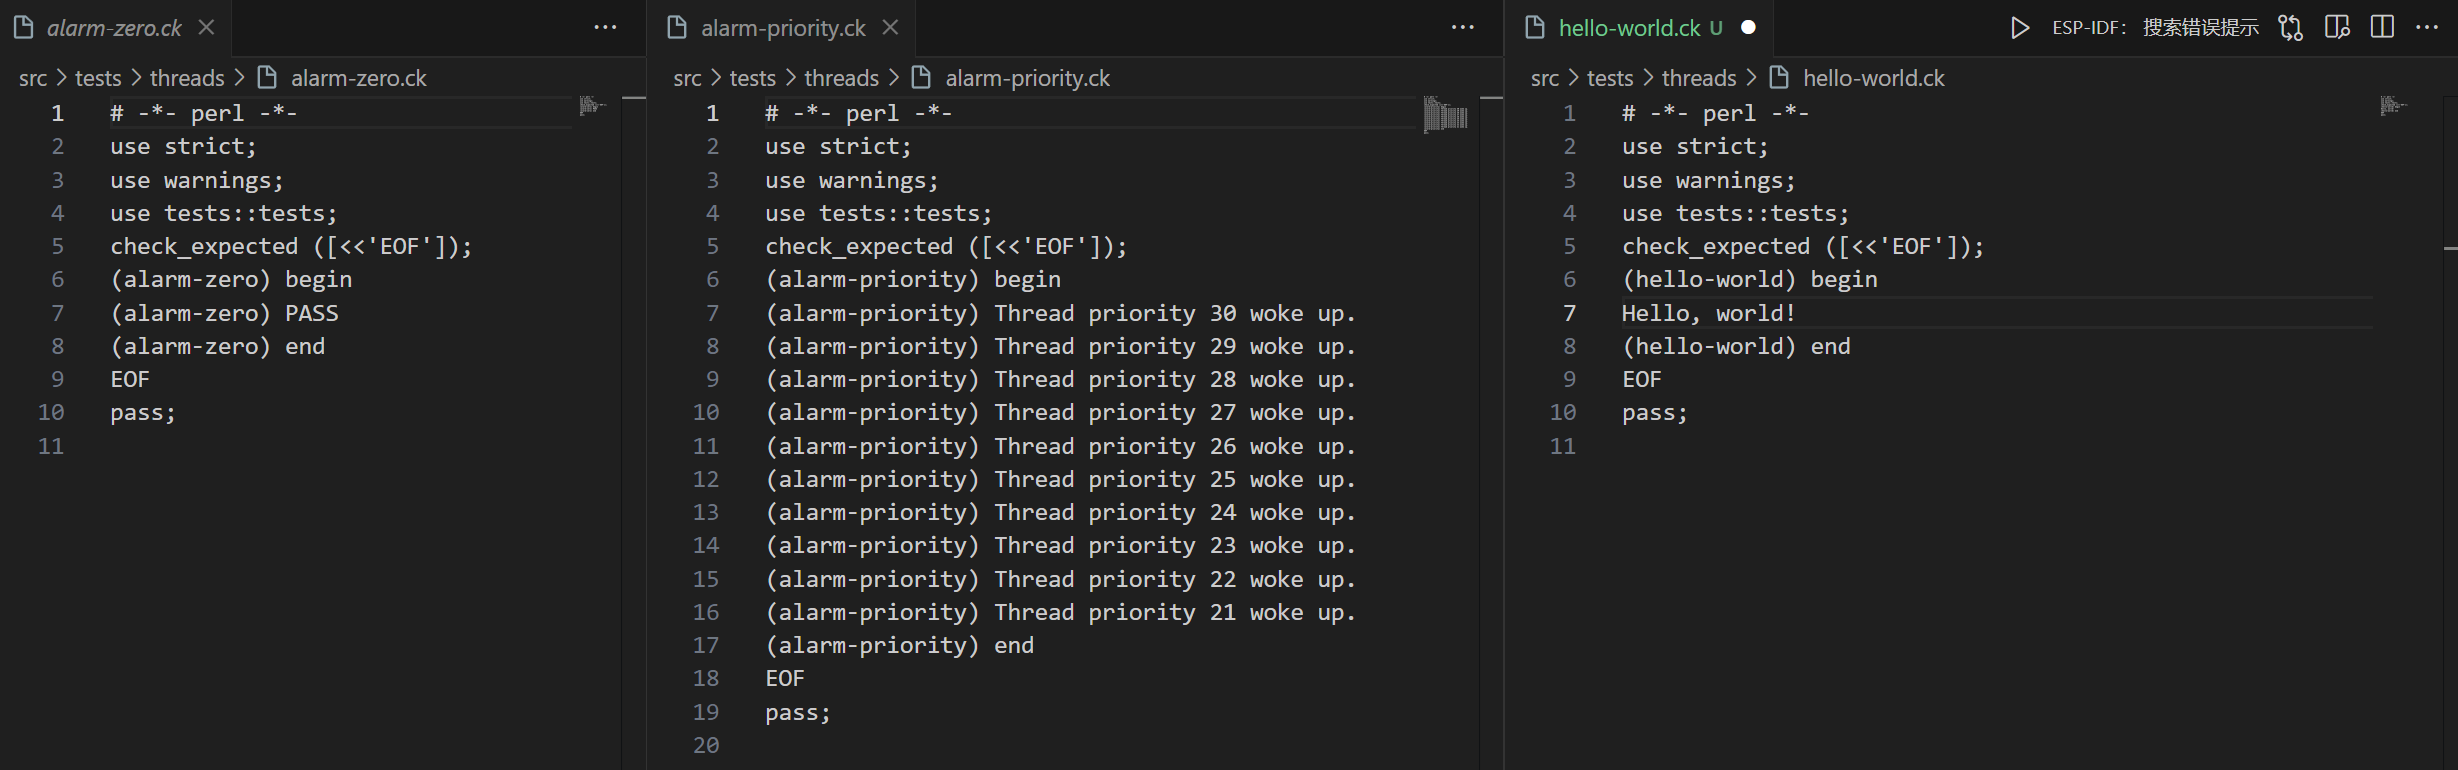 alarm-zero.ck
src > tests > threads > alarm-zero.ck
1 # -*- perl -*-
2 use strict;
3 use warnings;
4 use tests::tests;
5 check_expected ([<<'EOF']);
6 (alarm-zero) begin
7 (alarm-zero) PASS
8 (alarm-zero) end
9 EOF
10 pass;
11
alarm-priority.ck
src > tests > threads > alarm-priority.ck
1 # -*- perl -*-
2 use strict;
3 use warnings;
4 use tests::tests;
5 check_expected ([<<'EOF']);
6 (alarm-priority) begin
7 (alarm-priority) Thread priority 30 woke up.
8 (alarm-priority) Thread priority 29 woke up.
9 (alarm-priority) Thread priority 28 woke up.
10 (alarm-priority) Thread priority 27 woke up.
11 (alarm-priority) Thread priority 26 woke up.
12 (alarm-priority) Thread priority 25 woke up.
13 (alarm-priority) Thread priority 24 woke up.
14 (alarm-priority) Thread priority 23 woke up.
15 (alarm-priority) Thread priority 22 woke up.
16 (alarm-priority) Thread priority 21 woke up.
17 (alarm-priority) end
18 EOF
19 pass;
20
hello-world.ck U ESP-IDF: 搜索错误提示
src > tests > threads > hello-world.ck
1 # -*- perl -*-
2 use strict;
3 use warnings;
4 use tests::tests;
5 check_expected ([<<'EOF']);
6 (hello-world) begin
7 Hello, world!
8 (hello-world) end
9 EOF
10 pass;
11